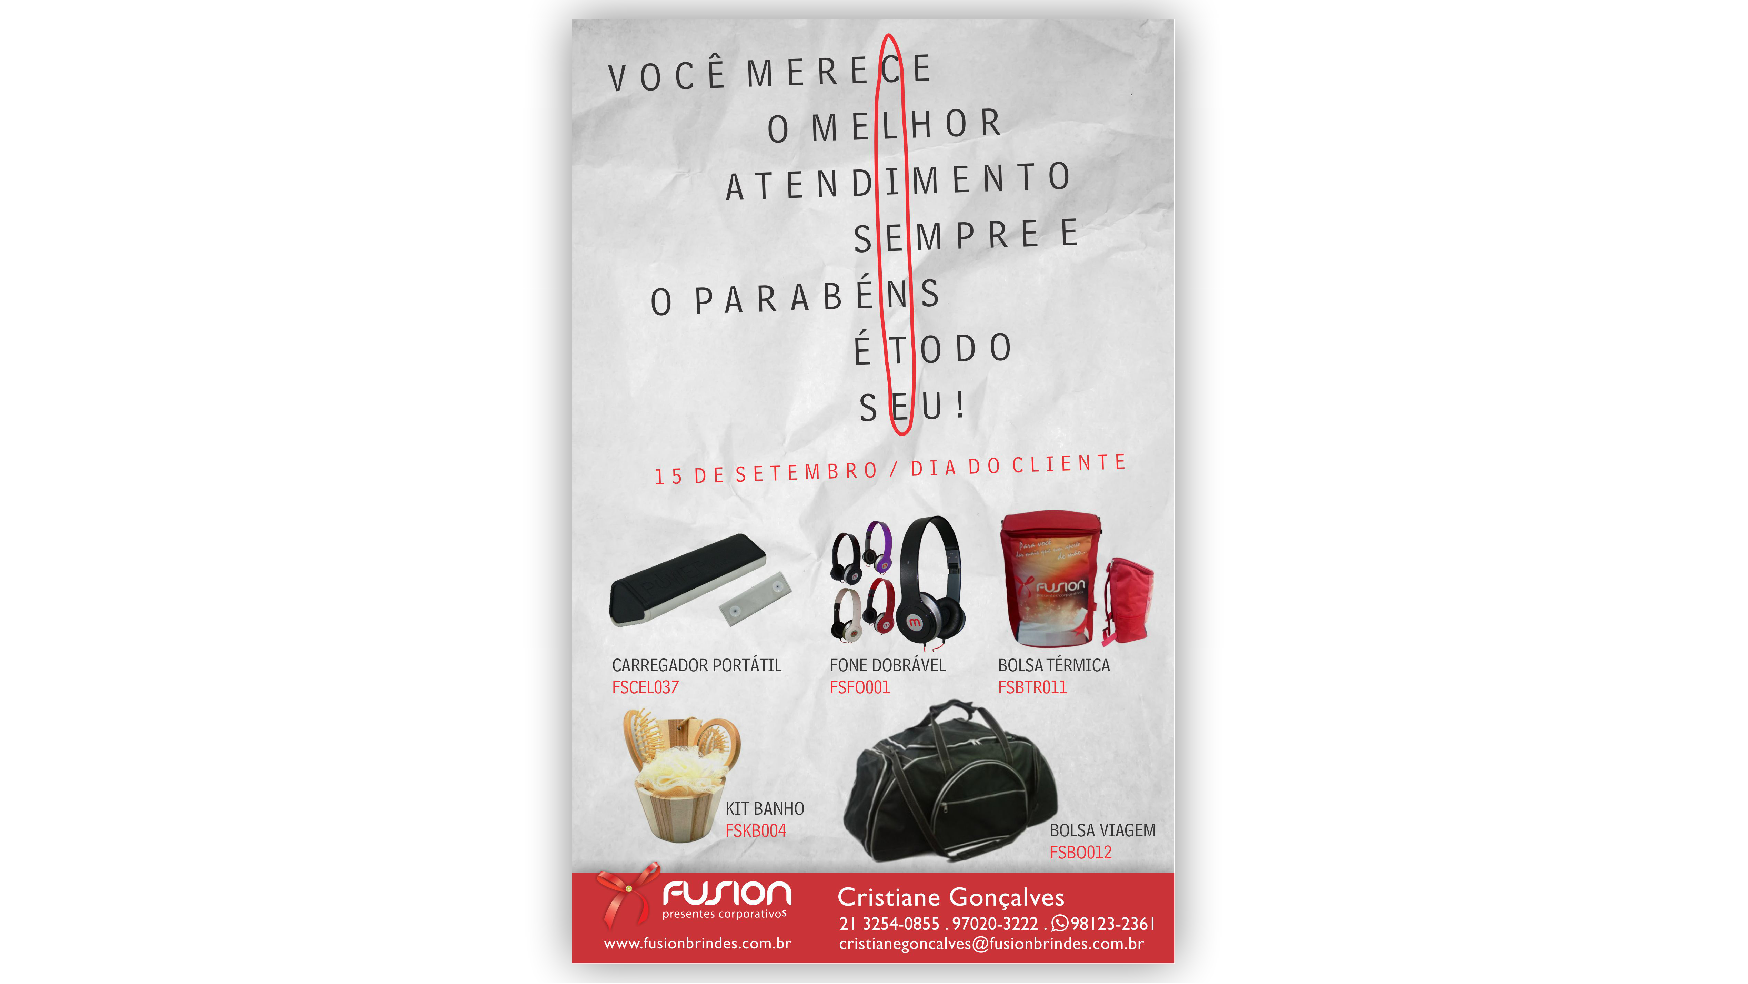 VOCÊ MERECE
O MELHOR
ATENDIMENTO
SEMPRE E
O PARABÉNS
É TODO
SEU!
15 DE SETEMBRO / DIA DO CLIENTE
FUSION
CARREGADOR PORTÁTIL
FSCEL037
FONE DOBRÁVEL
FSFO001
BOLSA TÉRMICA
FSBTR011
KIT BANHO
FSKB004
BOLSA VIAGEM
FSBO012
FUSION
presentes corporativos
www.fusionbrindes.com.br
Cristiane Gonçalves
21 3254-0855 . 97020-3222 . 98123-2361
cristianegoncalves@fusionbrindes.com.br